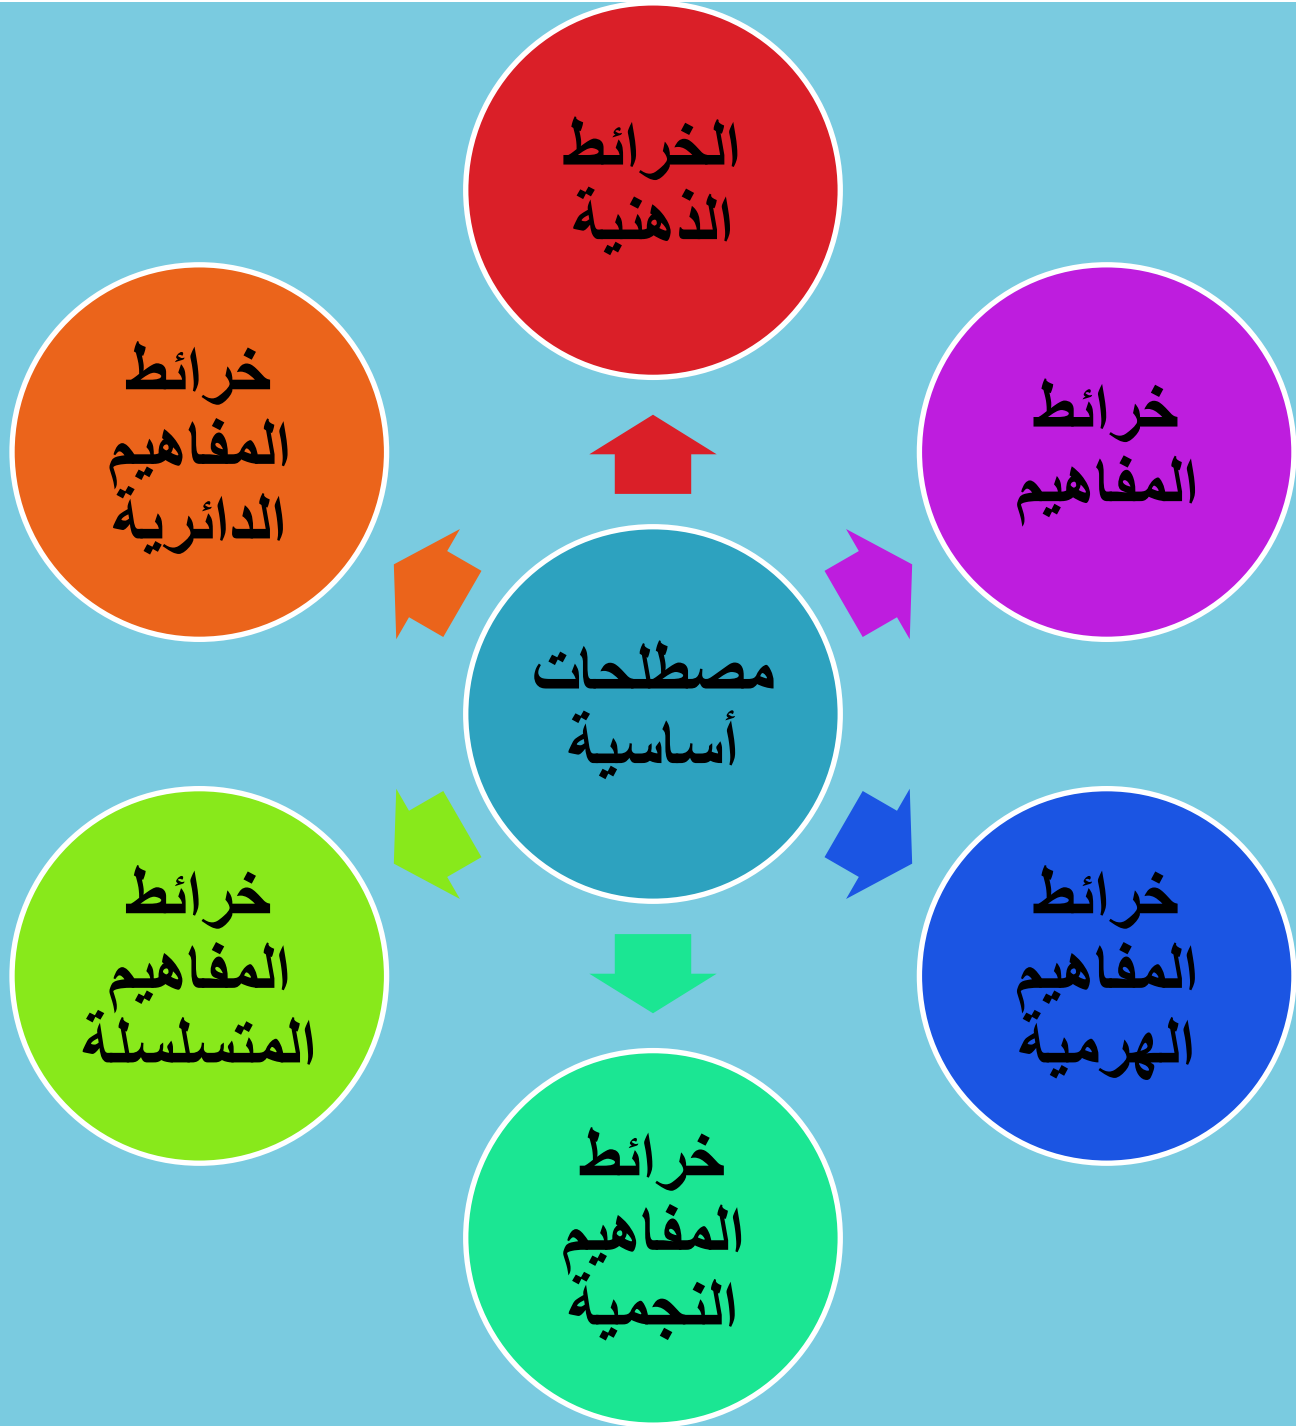 الخرائط
الذهنية
خرائط
المفاهيم
خرائط
المفاهيم
الهرمية
خرائط
المفاهيم
النجمية
خرائط
المفاهيم
المتسلسلة
خرائط
المفاهيم
الدائرية
مصطلحات
أساسية